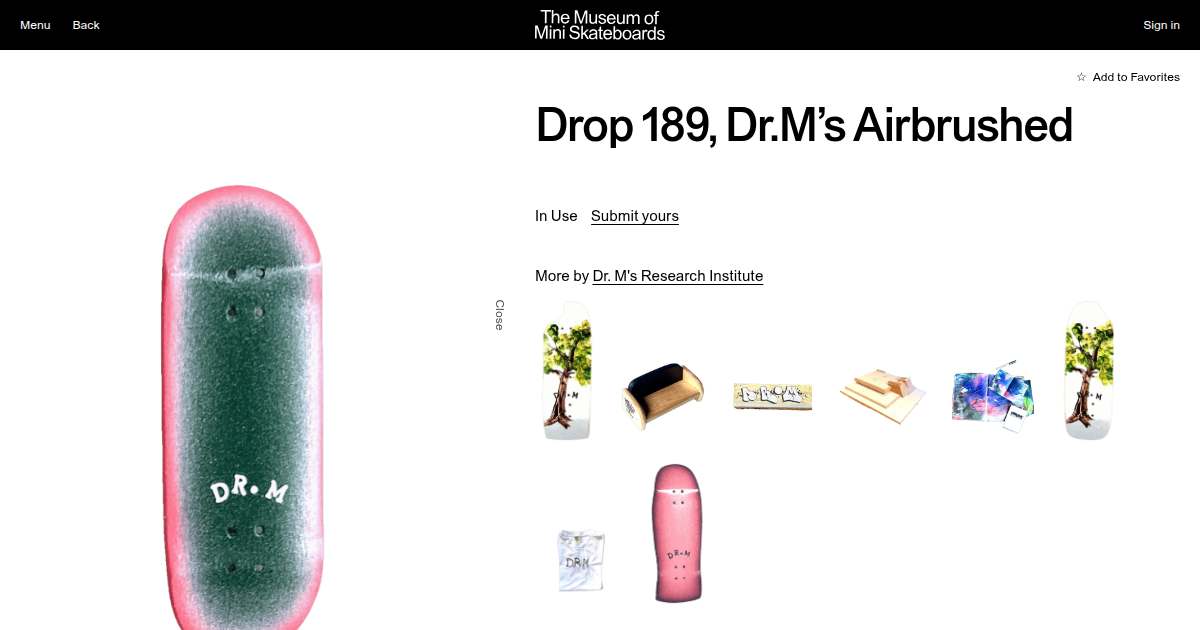 Menu
Back
The Museum of
Mini Skateboards
Sign in
☆ Add to Favorites
Drop 189, Dr.M’s Airbrushed
In Use Submit yours
More by Dr. M's Research Institute
Close
DR•M
DR•M